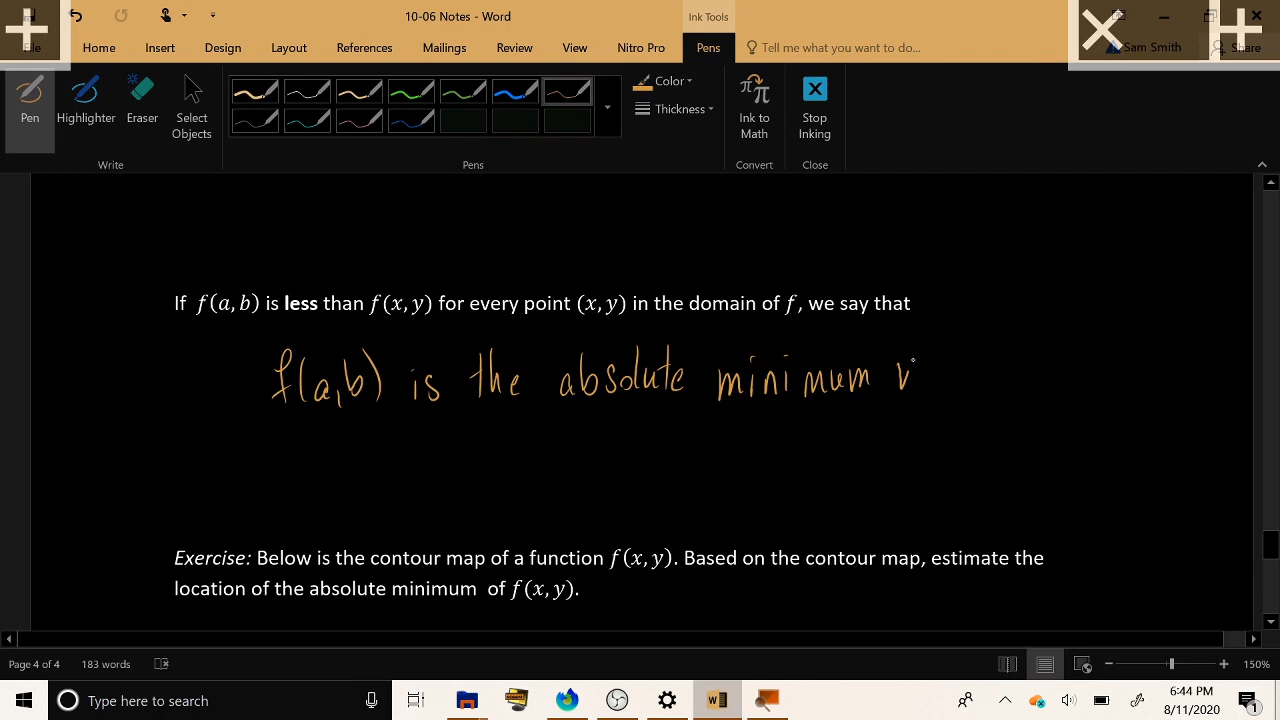 10-06 Notes - Word
Ink Tools
File Home Insert Design Layout References Mailings Review View Nitro Pro Pens Tell me what you want to do... Sam Smith Share
Pen Highlighter Eraser Select Objects
Color
Thickness
Ink to Math
Stop Inking
Write Pens Convert Close
If f(a, b) is less than f(x, y) for every point (x, y) in the domain of f, we say that
f(a,b) is the absolute minimum v
Exercise: Below is the contour map of a function f(x, y). Based on the contour map, estimate the
location of the absolute minimum of f(x, y).
Page 4 of 4 183 words 150%
Type here to search
6:44 PM
8/11/2020
1